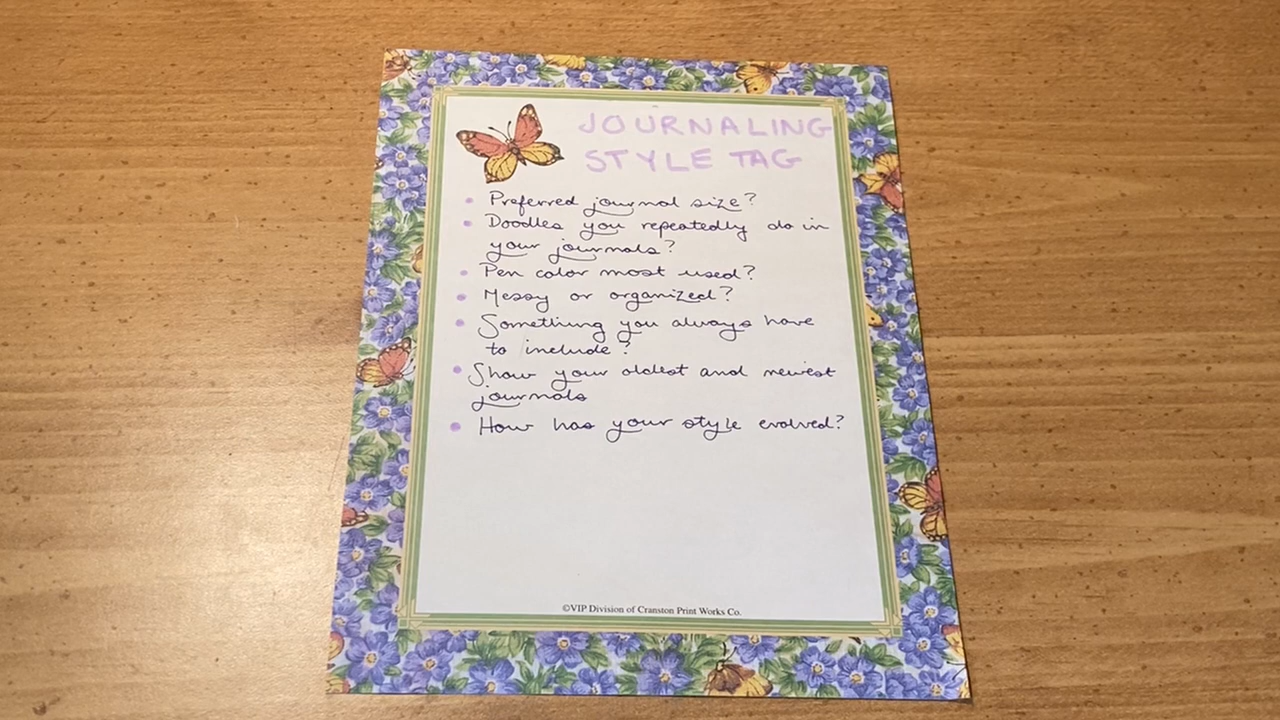 JOURNALING
STYLE TAG
• Preferred journal size?
• Doodles you repeatedly do in
your journals?
• Pen color most used?
• Messy or organized?
• Something you always have
to include?
• Show your oldest and newest
journals
• How has your style evolved?
©VIP Division of Cranston Print Works Co.